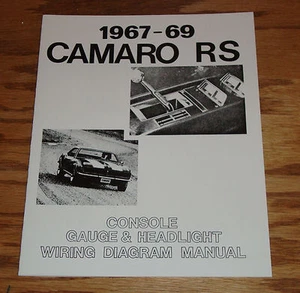 1967-69
CAMARO RS
CONSOLE
GAUGE & HEADLIGHT
WIRING DIAGRAM MANUAL